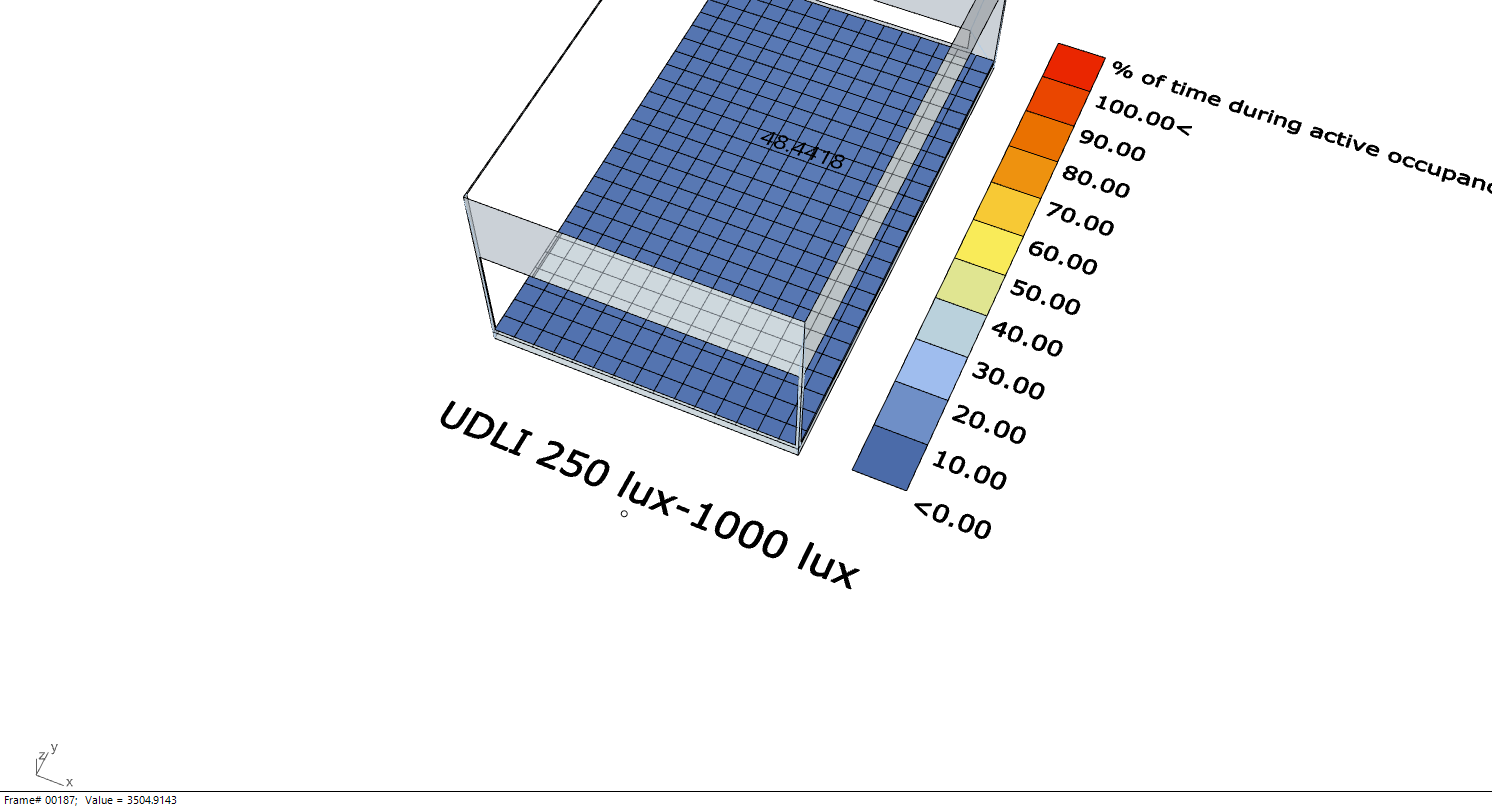 48.4418
% of time during active occupanc
100.00<
90.00
80.00
70.00
60.00
50.00
40.00
30.00
20.00
10.00
<0.00
UDLI 250 lux-1000 lux
z y
x
Frame# 00187; Value = 3504.9143